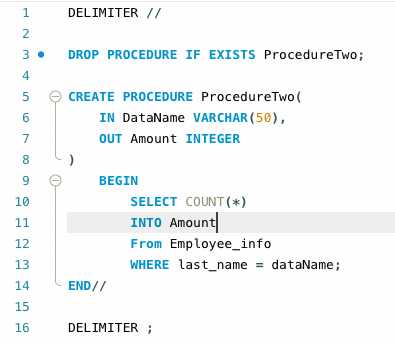 1 DELIMITER //
2
3 DROP PROCEDURE IF EXISTS ProcedureTwo;
4
5 CREATE PROCEDURE ProcedureTwo(
6 IN DataName VARCHAR(50),
7 OUT Amount INTEGER
8 )
9 BEGIN
10 SELECT COUNT(*)
11 INTO Amount
12 From Employee_info
13 WHERE last_name = dataName;
14 END//
15
16 DELIMITER ;